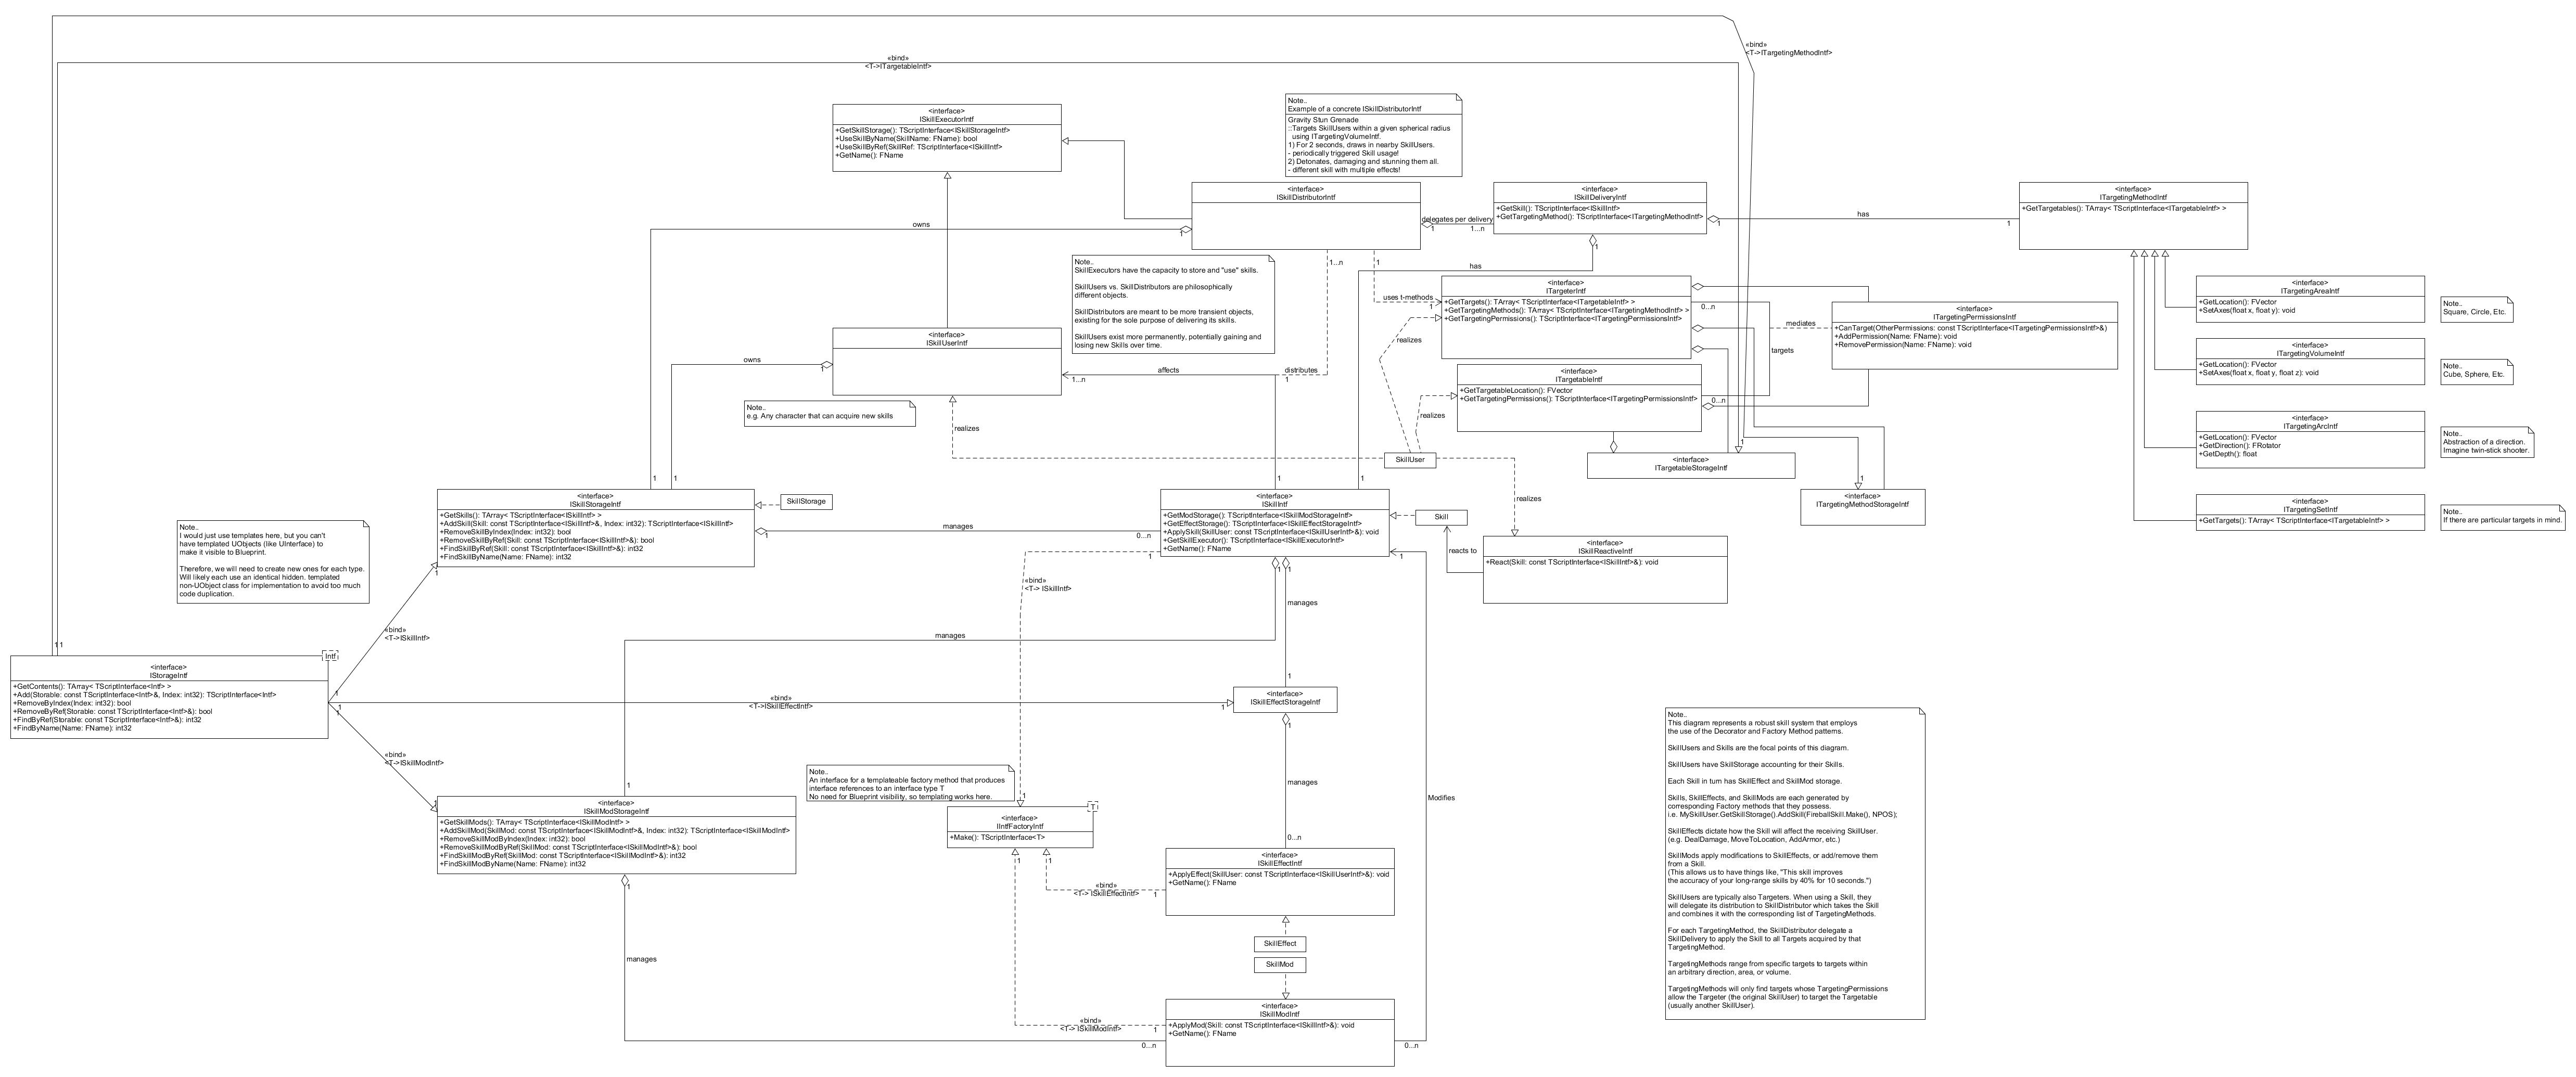 «bind»
<T->ITargetingMethodIntf>
«bind»
<T->ITargetableIntf>
<interface>
ISkillExecutorIntf
+GetSkillStorage(): TScriptInterface<ISkillStorageIntf>
+UseSkillByName(SkillName: FName): bool
+UseSkillByRef(SkillRef: TScriptInterface<ISkillIntf>
+GetName(): FName
Note..
Example of a concrete ISkillDistributorIntf
Gravity Stun Grenade
::Targets SkillUsers within a given spherical radius
using ITargetingVolumeIntf.
1) For 2 seconds, draws in nearby SkillUsers.
- periodically triggered Skill usage!
2) Detonates, damaging and stunning them all.
- different skill with multiple effects!
<interface>
ISkillDistributorIntf
delegates per delivery
1
1...n
<interface>
ISkillDeliveryIntf
+GetSkill(): TScriptInterface<ISkillIntf>
+GetTargetingMethod(): TScriptInterface<ITargetingMethodIntf>
1
has
1
<interface>
ITargetingMethodIntf
+GetTargetables(): TArray< TScriptInterface<ITargetableIntf> >
owns
1
1
has
1...n
1
Note..
SkillExecutors have the capacity to store and "use" skills.
SkillUsers vs. SkillDistributors are philosophically
different objects.
SkillDistributors are meant to be more transient objects,
existing for the sole purpose of delivering its skills.
SkillUsers exist more permanently, potentially gaining and
losing new Skills over time.
uses t-methods
1
<interface>
ITargeterIntf
+GetTargets(): TArray< TScriptInterface<ITargetableIntf> >
+GetTargetingMethods(): TArray< TScriptInterface<ITargetingMethodIntf> >
+GetTargetingPermissions(): TScriptInterface<ITargetingPermissionsIntf>
0...n
mediates
targets
<interface>
ITargetingPermissionsIntf
+CanTarget(OtherPermissions: const TScriptInterface<ITargetingPermissionsIntf>&)
+AddPermission(Name: FName): void
+RemovePermission(Name: FName): void
<interface>
ITargetingAreaIntf
+GetLocation(): FVector
+SetAxes(float x, float y): void
Note..
Square, Circle, Etc.
<interface>
ITargetingVolumeIntf
+GetLocation(): FVector
+SetAxes(float x, float y, float z): void
Note..
Cube, Sphere, Etc.
<interface>
ITargetingArcIntf
+GetLocation(): FVector
+GetDirection(): FRotator
+GetDepth(): float
Note..
Abstraction of a direction.
Imagine twin-stick shooter.
<interface>
ITargetingSetIntf
+GetTargets(): TArray< TScriptInterface<ITargetableIntf> >
Note..
If there are particular targets in mind.
<interface>
ISkillUserIntf
owns
1
affects
1...n
distributes
1
Note..
e.g. Any character that can acquire new skills
realizes
realizes
realizes
<interface>
ITargetableIntf
+GetTargetableLocation(): FVector
+GetTargetingPermissions(): TScriptInterface<ITargetingPermissionsIntf>
0...n
SkillUser
1
<interface>
ITargetableStorageIntf
1
<interface>
ITargetingMethodStorageIntf
1
1
1
1
<interface>
ISkillStorageIntf
+GetSkills(): TArray< TScriptInterface<ISkillIntf> >
+AddSkill(Skill: const TScriptInterface<ISkillIntf>&, Index: int32): TScriptInterface<ISkillIntf>
+RemoveSkillByIndex(Index: int32): bool
+RemoveSkillByRef(Skill: const TScriptInterface<ISkillIntf>&): bool
+FindSkillByRef(Skill: const TScriptInterface<ISkillIntf>&): int32
+FindSkillByName(Name: FName): int32
SkillStorage
1
manages
0...n
<interface>
ISkillIntf
+GetModStorage(): TScriptInterface<ISkillModStorageIntf>
+GetEffectStorage(): TScriptInterface<ISkillEffectStorageIntf>
+ApplySkill(SkillUser: const TScriptInterface<ISkillUserIntf>&): void
+GetSkillExecutor(): TScriptInterface<ISkillExecutorIntf>
+GetName(): FName
Skill
realizes
reacts to
<interface>
ISkillReactiveIntf
+React(Skill: const TScriptInterface<ISkillIntf>&): void
Note..
I would just use templates here, but you can't
have templated UObjects (like UInterface) to
make it visible to Blueprint.
Therefore, we will need to create new ones for each type.
Will likely each use an identical hidden. templated
non-UObject class for implementation to avoid too much
code duplication.
1
1
1
1
1
«bind»
<T-> ISkillIntf>
manages
«bind»
<T->ISkillIntf>
manages
1
1
Intf
<interface>
IStorageIntf
+GetContents(): TArray< TScriptInterface<Intf> >
+Add(Storable: const TScriptInterface<Intf>&, Index: int32): TScriptInterface<Intf>
+RemoveByIndex(Index: int32): bool
+RemoveByRef(Storable: const TScriptInterface<Intf>&): bool
+FindByRef(Storable: const TScriptInterface<Intf>&): int32
+FindByName(Name: FName): int32
1
1
1
«bind»
<T->ISkillEffectIntf>
1
1
<interface>
ISkillEffectStorageIntf
1
«bind»
<T->ISkillModIntf>
1
1
<interface>
ISkillModStorageIntf
+GetSkillMods(): TArray< TScriptInterface<ISkillModIntf> >
+AddSkillMod(SkillMod: const TScriptInterface<ISkillModIntf>&, Index: int32): TScriptInterface<ISkillModIntf>
+RemoveSkillModByIndex(Index: int32): bool
+RemoveSkillModByRef(SkillMod: const TScriptInterface<ISkillModIntf>&): bool
+FindSkillModByRef(SkillMod: const TScriptInterface<ISkillModIntf>&): int32
+FindSkillModByName(Name: FName): int32
1
Note..
An interface for a templateable factory method that produces
interface references to an interface type T
No need for Blueprint visibility, so templating works here.
1
T
<interface>
IIntfFactoryIntf
+Make(): TScriptInterface<T>
1
1
manages
0...n
Modifies
<interface>
ISkillEffectIntf
+ApplyEffect(SkillUser: const TScriptInterface<ISkillUserIntf>&): void
+GetName(): FName
«bind»
<T-> ISkillEffectIntf>
1
SkillEffect
SkillMod
manages
<interface>
ISkillModIntf
+ApplyMod(Skill: const TScriptInterface<ISkillIntf>&): void
+GetName(): FName
«bind»
<T-> ISkillModIntf>
1
0...n
0...n
Note..
This diagram represents a robust skill system that employs
the use of the Decorator and Factory Method patterns.
SkillUsers and Skills are the focal points of this diagram.
SkillUsers have SkillStorage accounting for their Skills.
Each Skill in turn has SkillEffect and SkillMod storage.
Skills, SkillEffects, and SkillMods are each generated by
corresponding Factory methods that they possess.
i.e. MySkillUser.GetSkillStorage().AddSkill(FireballSkill.Make(), NPOS);
SkillEffects dictate how the Skill will affect the receiving SkillUser.
(e.g. DealDamage, MoveToLocation, AddArmor, etc.)
SkillMods apply modifications to SkillEffects, or add/remove them
from a Skill.
(This allows us to have things like, "This skill improves
the accuracy of your long-range skills by 40% for 10 seconds.")
SkillUsers are typically also Targeters. When using a Skill, they
will delegate its distribution to SkillDistributor which takes the Skill
and combines it with the corresponding list of TargetingMethods.
For each TargetingMethod, the SkillDistributor delegate a
SkillDelivery to apply the Skill to all Targets acquired by that
TargetingMethod.
TargetingMethods range from specific targets to targets within
an arbitrary direction, area, or volume.
TargetingMethods will only find targets whose TargetingPermissions
allow the Targeter (the original SkillUser) to target the Targetable
(usually another SkillUser).